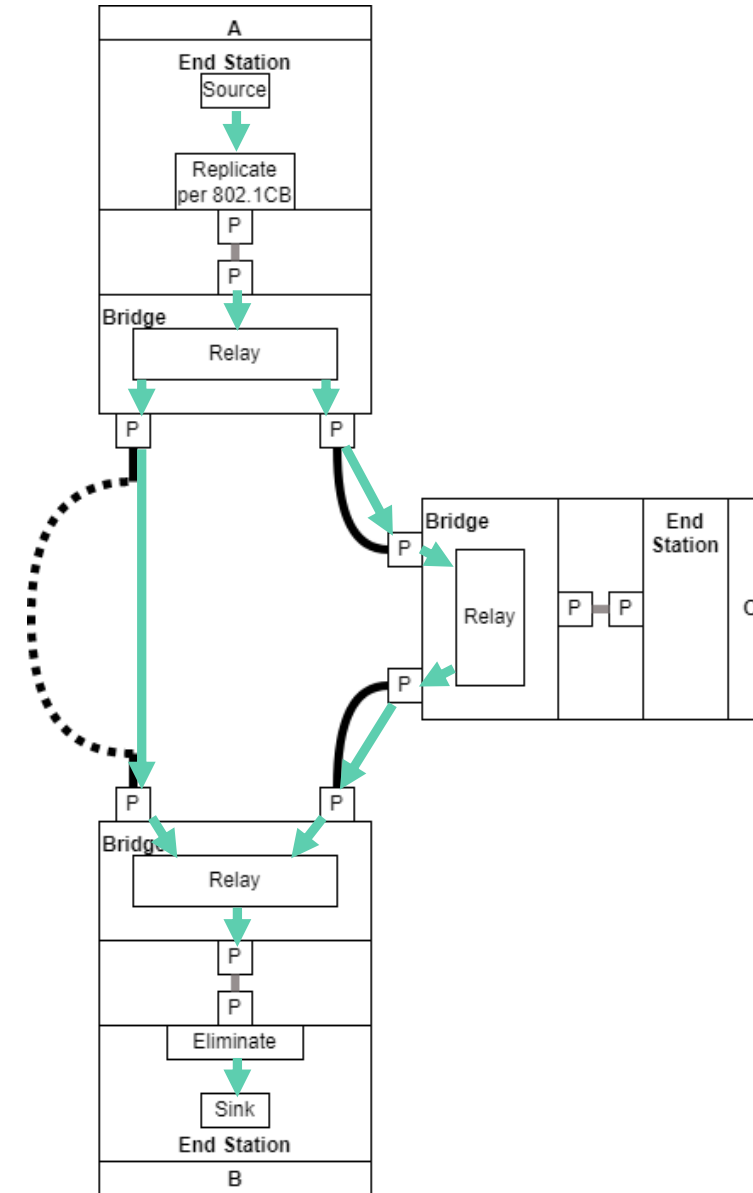 A
End Station
Source
Replicate
per 802.1CB
P
P
Bridge
Relay
P
P
Bridge
End
Station
P
Relay
P
P
P
P
P
Bridge
Relay
P
P
Eliminate
Sink
End Station
B